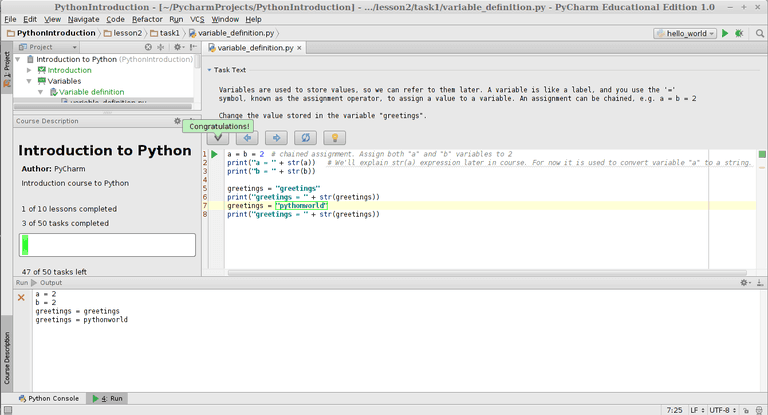 PythonIntroduction - [~/PycharmProjects/PythonIntroduction] - .../lesson2/task1/variable_definition.py - PyCharm Educational Edition 1.0
File Edit View Navigate Code Refactor Run VCS Window Help
PythonIntroduction lesson2 task1 variable_definition.py hello_world
1: Project
Project
Introduction to Python (PythonIntroduction)
Introduction
Variables
Variable definition
variable_definition.py
Course Description
Introduction to Python
Author: PyCharm
Introduction course to Python
1 of 10 lessons completed
3 of 50 tasks completed
47 of 50 tasks left
variable_definition.py
Task Text
Variables are used to store values, so we can refer to them later. A variable is like a label, and you use the '='
symbol, known as the assignment operator, to assign a value to a variable. An assignment can be chained, e.g. a = b = 2
Change the value stored in the variable "greetings".
Congratulations!
1 a = b = 2 # chained assignment. Assign both "a" and "b" variables to 2
2 print("a = " + str(a)) # We'll explain str(a) expression later in course. For now it is used to convert variable "a" to a string.
3 print("b = " + str(b))
4
5 greetings = "greetings"
6 print("greetings = " + str(greetings))
7 greetings = "pythonworld"
8 print("greetings = " + str(greetings))
Run Output
a = 2
b = 2
greetings = greetings
greetings = pythonworld
Course Description
Python Console 4: Run
7:25 LF UTF-8